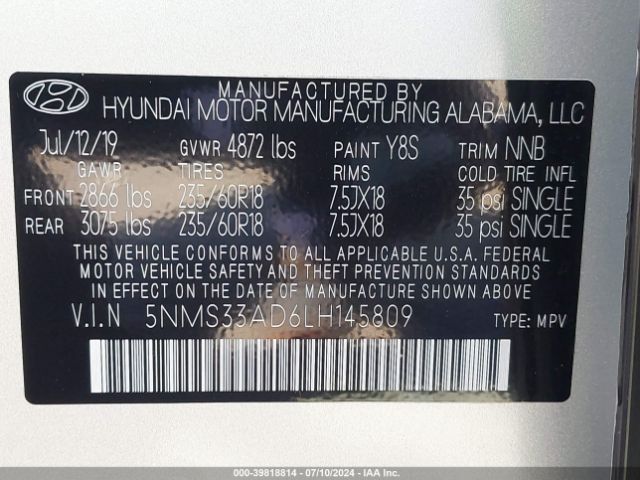 MANUFACTURED BY
HYUNDAI MOTOR MANUFACTURING ALABAMA, LLC
Jul/12/19 GVWR 4872 lbs PAINT Y8S TRIM NNB
GAWR TIRES RIMS COLD TIRE INFL
FRONT 2866 lbs 235/60R18 7.5JX18 35 psi SINGLE
REAR 3075 lbs 235/60R18 7.5JX18 35 psi SINGLE
THIS VEHICLE CONFORMS TO ALL APPLICABLE U.S.A. FEDERAL
MOTOR VEHICLE SAFETY AND THEFT PREVENTION STANDARDS
IN EFFECT ON THE DATE OF MANUFACTURE SHOWN ABOVE.
V.I.N 5NMS33AD6LH145809 TYPE: MPV
000-39818814 - 07/10/2024 - IAA Inc.